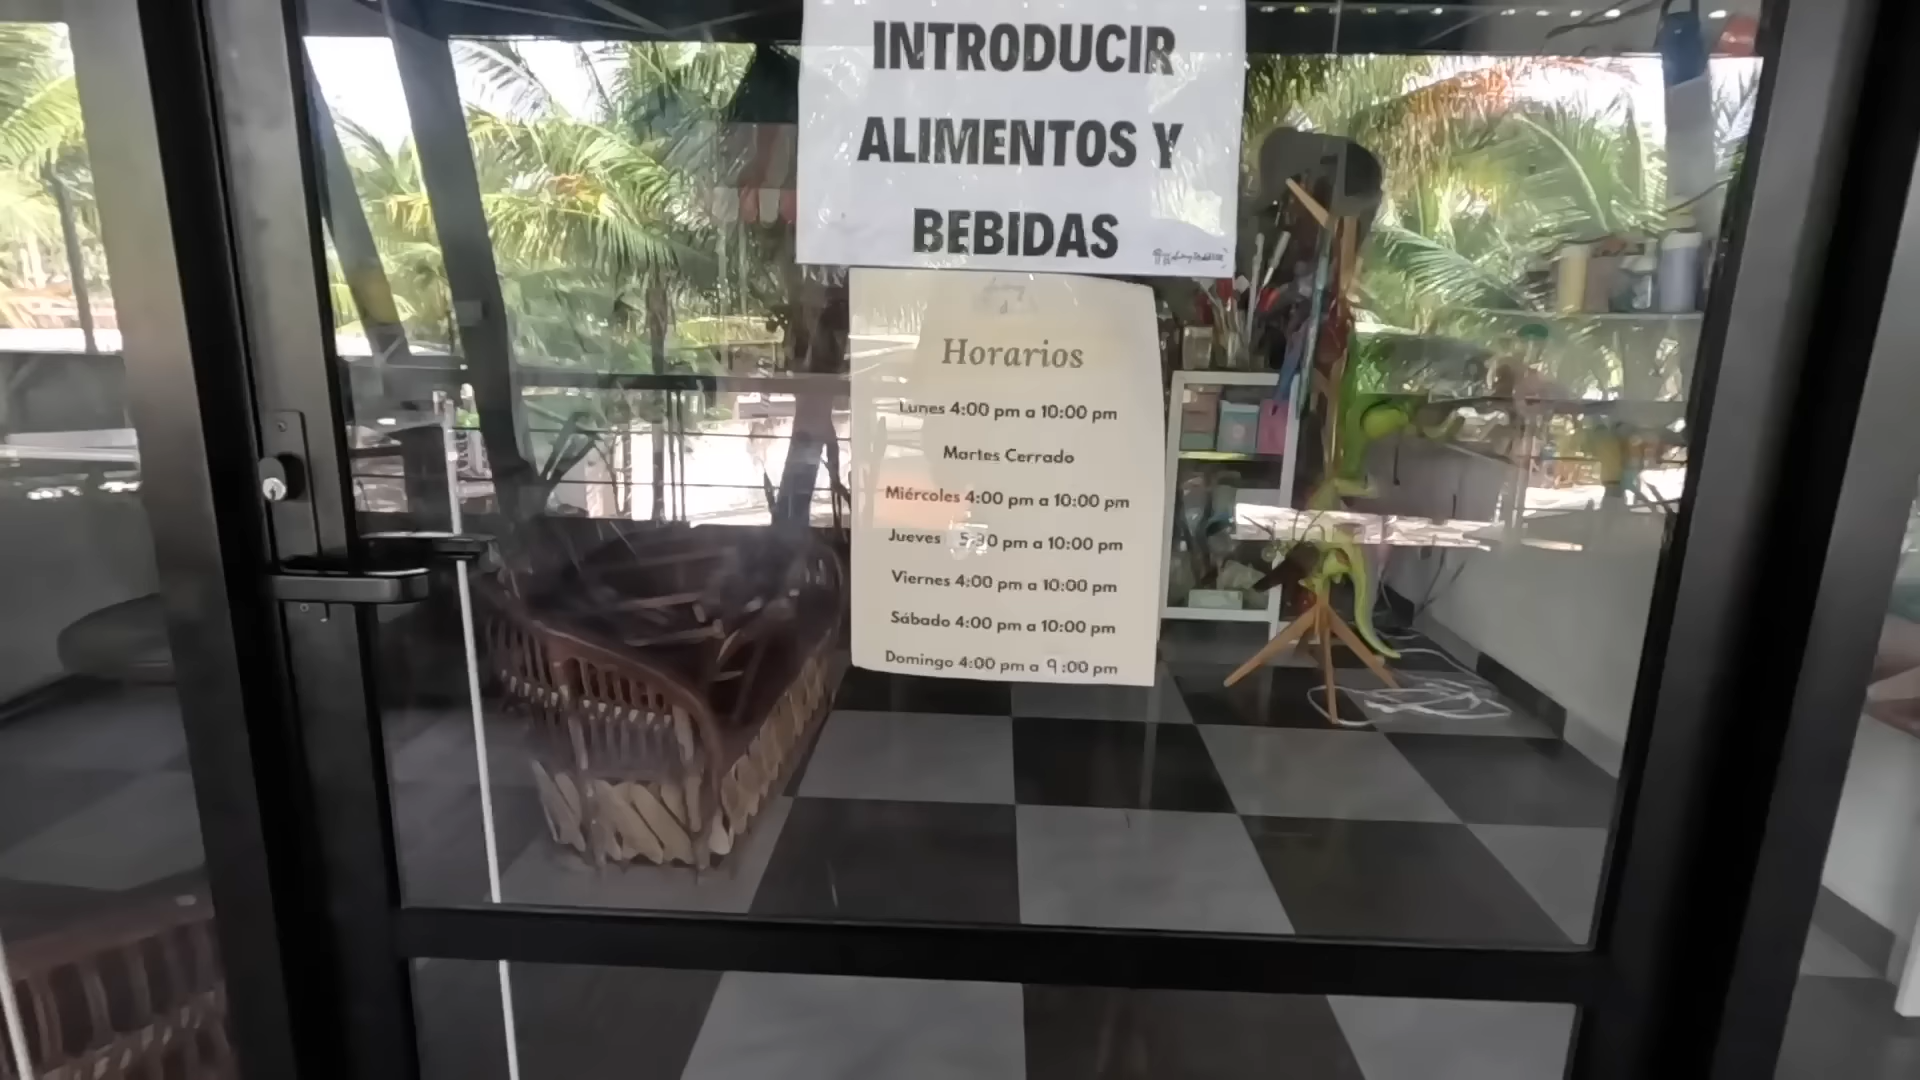 INTRODUCIR
ALIMENTOS Y
BEBIDAS
Horarios
Lunes 4:00 pm a 10:00 pm
Martes Cerrado
Miércoles 4:00 pm a 10:00 pm
Jueves 5:30 pm a 10:00 pm
Viernes 4:00 pm a 10:00 pm
Sábado 4:00 pm a 10:00 pm
Domingo 4:00 pm a 9:00 pm